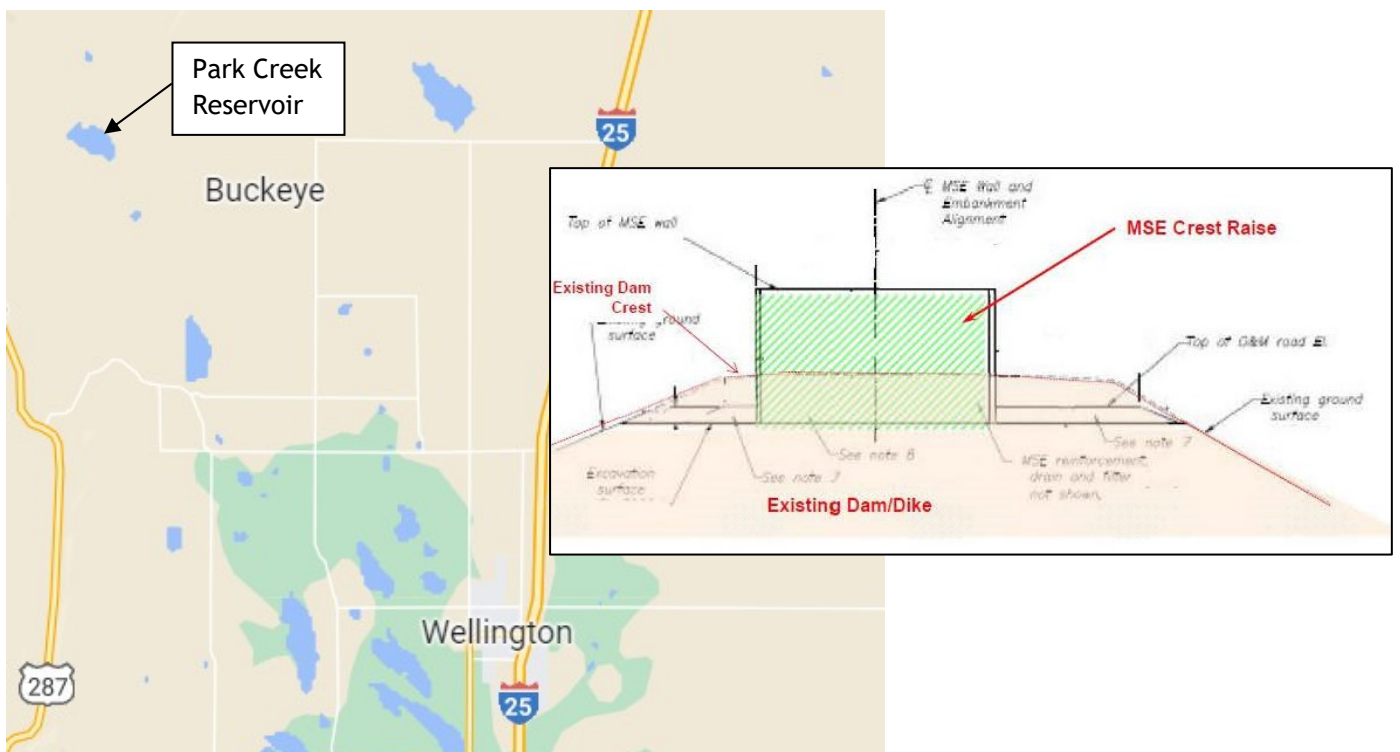 Park Creek
Reservoir
25
Buckeye
Wellington
287
25
℄ MSE Wall and
Embankment
Alignment
Top of MSE wall
MSE Crest Raise
Existing Dam
Crest
Existing ground
surface
Top of O&M road El.
Existing ground
surface
See note 7
See note 8
See note 7
Excavation
surface
MSE reinforcement,
drain and filter
not shown.
Existing Dam/Dike